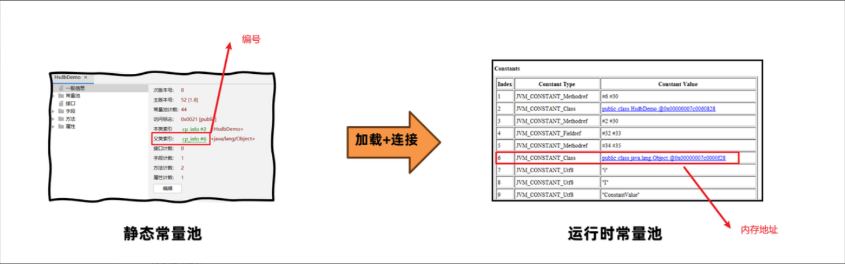 编号
HsdbDemo ×
一般信息
常量池
接口
字段
方法
属性
次版本号: 0
主版本号: 52 [1.8]
常量池计数: 44
访问标志: 0x0021 [public]
本类索引: cp_info #2 <HsdbDemo>
父类索引: cp_info #6 <java/lang/Object>
接口计数: 0
字段计数: 1
方法计数: 2
属性计数: 1
编辑
静态常量池
加载+连接
Constants
Index Constant Type Constant Value
1 JVM_CONSTANT_Methodref #6 #30
2 JVM_CONSTANT_Class public class HsdbDemo @0x00000007c0060828
3 JVM_CONSTANT_Methodref #2 #30
4 JVM_CONSTANT_Fieldref #32 #33
5 JVM_CONSTANT_Methodref #34 #35
6 JVM_CONSTANT_Class public class java.lang.Object @0x00000007c0000f28
7 JVM_CONSTANT_Utf8 "i"
8 JVM_CONSTANT_Utf8 "I"
9 JVM_CONSTANT_Utf8 "ConstantValue"
内存地址
运行时常量池